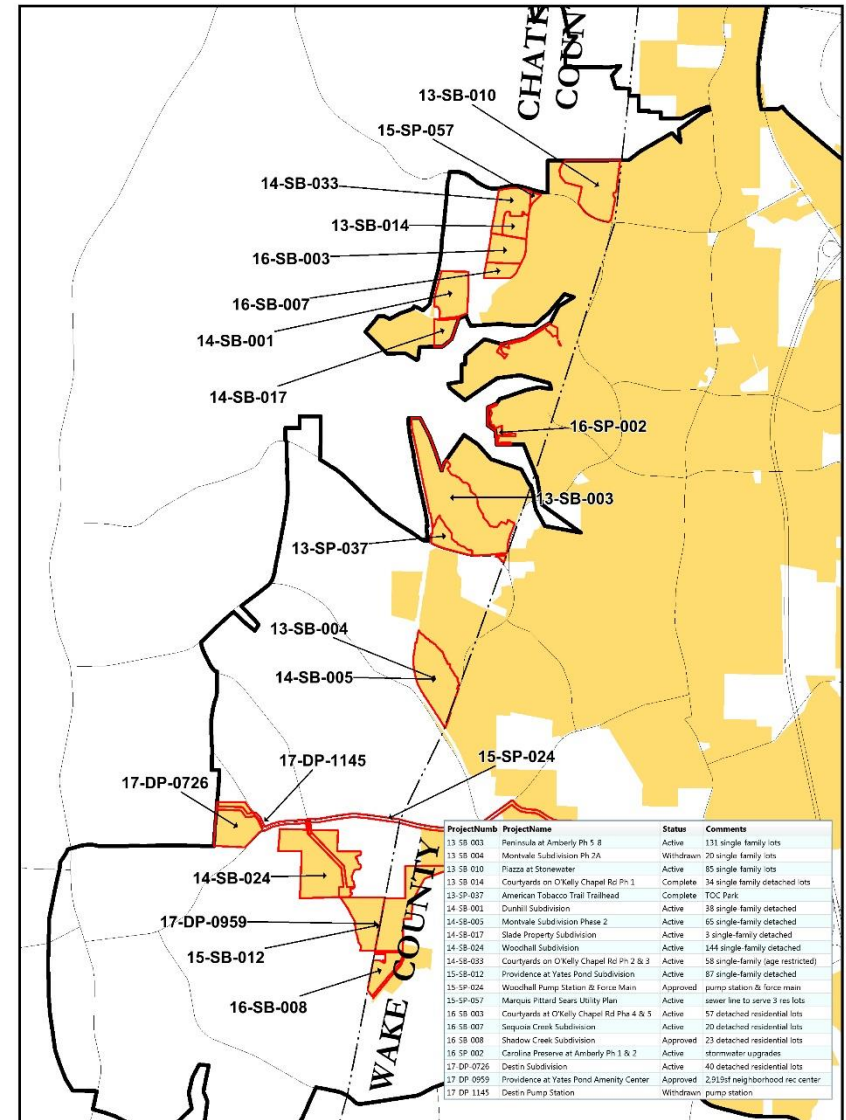 CHATH
COUN
13-SB-010
15-SP-057
14-SB-033
13-SB-014
16-SB-003
16-SB-007
14-SB-001
14-SB-017
16-SP-002
13-SB-003
13-SP-037
13-SB-004
14-SB-005
15-SP-024
17-DP-1145
17-DP-0726
14-SB-024
17-DP-0959
15-SB-012
16-SB-008
WAKE COUNTY
ProjectNumb ProjectName Status Comments
13 SB 003 Peninsula at Amberly Ph 5 8 Active 131 single family lots
13 SB 004 Montvale Subdivision Ph 2A Withdrawn 20 single family lots
13 SB 010 Piazza at Stonewater Active 85 single family lots
13 SB 014 Courtyards on O'Kelly Chapel Rd Ph 1 Complete 34 single family detached lots
13-SP-037 American Tobacco Trail Trailhead Complete TOC Park
14-SB-001 Dunhill Subdivision Active 38 single-family detached
14-SB-005 Montvale Subdivision Phase 2 Active 65 single-family detached
14-SB-017 Slade Property Subdivision Active 3 single-family detached
14-SB-024 Woodhall Subdivision Active 144 single-family detached
14-SB-033 Courtyards on O'Kelly Chapel Rd Ph 2 & 3 Active 58 single-family (age restricted)
15-SB-012 Providence at Yates Pond Subdivision Active 87 single-family detached
15-SP-024 Woodhall Pump Station & Force Main Approved pump station & force main
15-SP-057 Marquis Pittard Sears Utility Plan Active sewer line to serve 3 res lots
16 SB 003 Courtyards at O'Kelly Chapel Rd Pha 4 & 5 Active 57 detached residential lots
16 SB 007 Sequoia Creek Subdivision Active 20 detached residential lots
16 SB 008 Shadow Creek Subdivision Approved 23 detached residential lots
16 SP 002 Carolina Preserve at Amberly Ph 1 & 2 Active stormwater upgrades
17-DP-0726 Destin Subdivision Active 40 detached residential lots
17 DP 0959 Providence at Yates Pond Amenity Center Approved 2,919sf neighborhood rec center
17 DP 1145 Destin Pump Station Withdrawn pump station